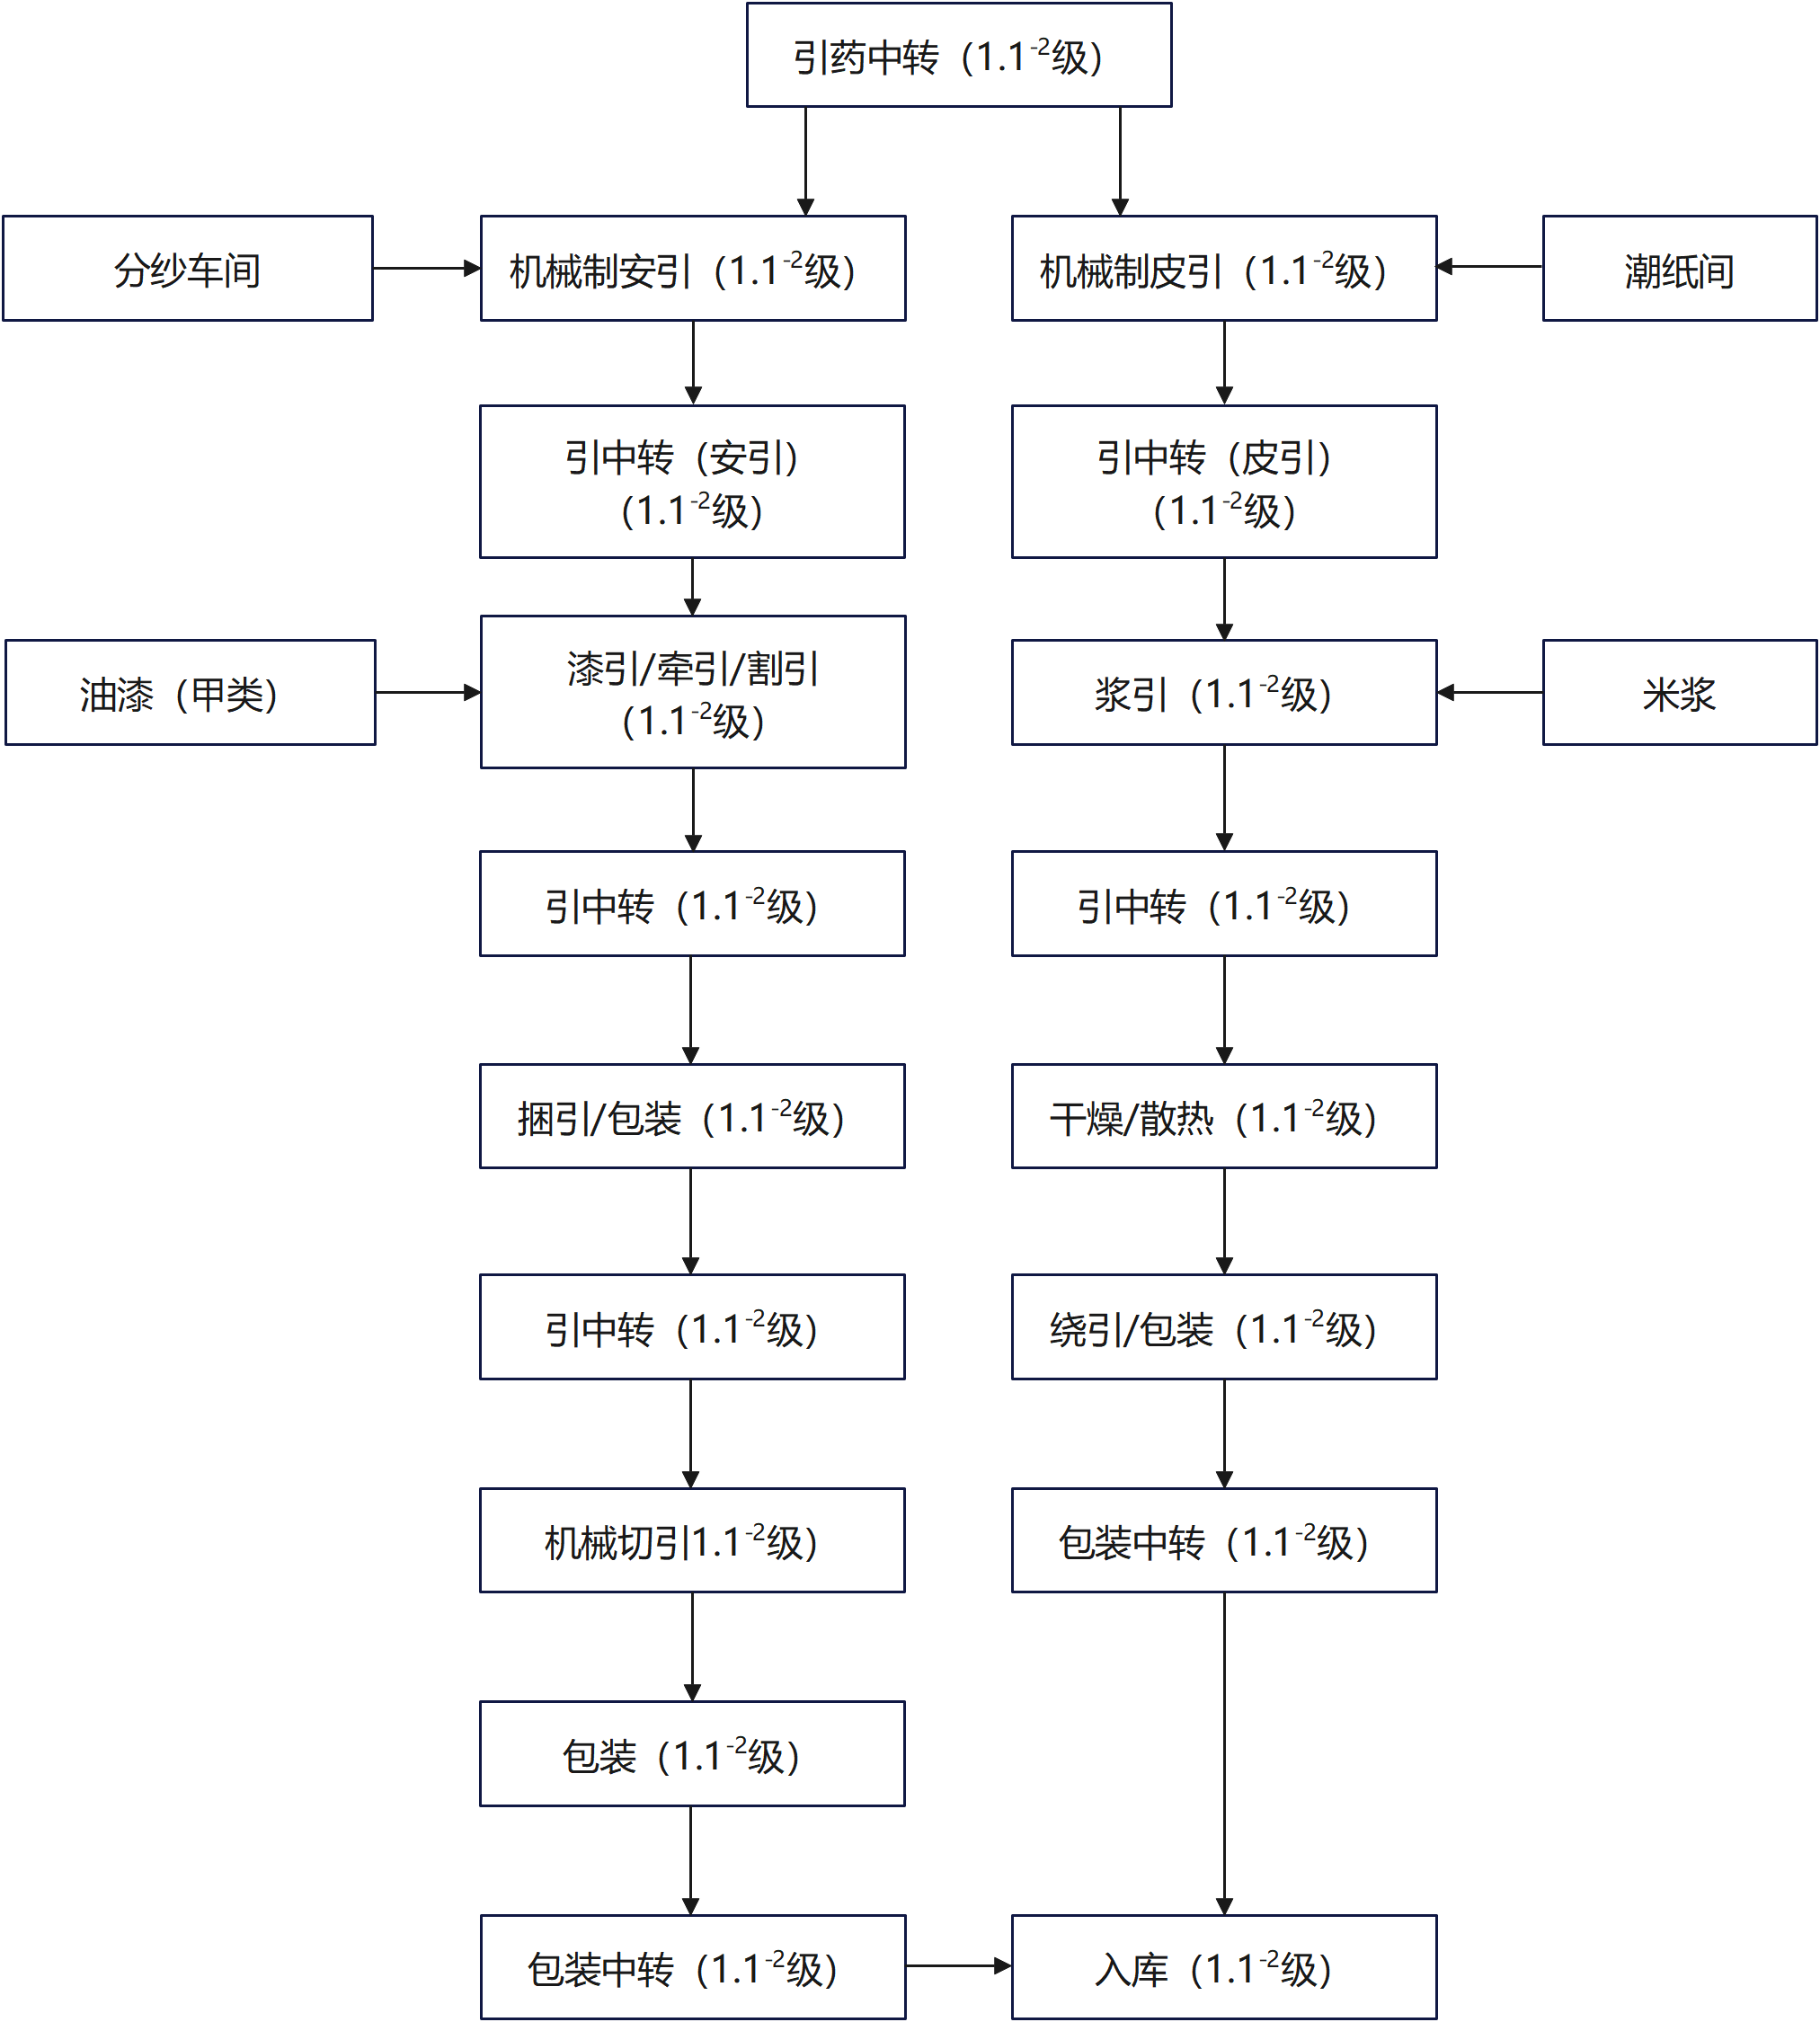 引药中转（1.1⁻²级）
分纱车间
机械制安引（1.1⁻²级）
机械制皮引（1.1⁻²级）
潮纸间
引中转（安引）
（1.1⁻²级）
引中转（皮引）
（1.1⁻²级）
油漆（甲类）
漆引/牵引/割引
（1.1⁻²级）
浆引（1.1⁻²级）
米浆
引中转（1.1⁻²级）
引中转（1.1⁻²级）
捆引/包装（1.1⁻²级）
干燥/散热（1.1⁻²级）
引中转（1.1⁻²级）
绕引/包装（1.1⁻²级）
机械切引1.1⁻²级）
包装中转（1.1⁻²级）
包装（1.1⁻²级）
包装中转（1.1⁻²级）
入库（1.1⁻²级）